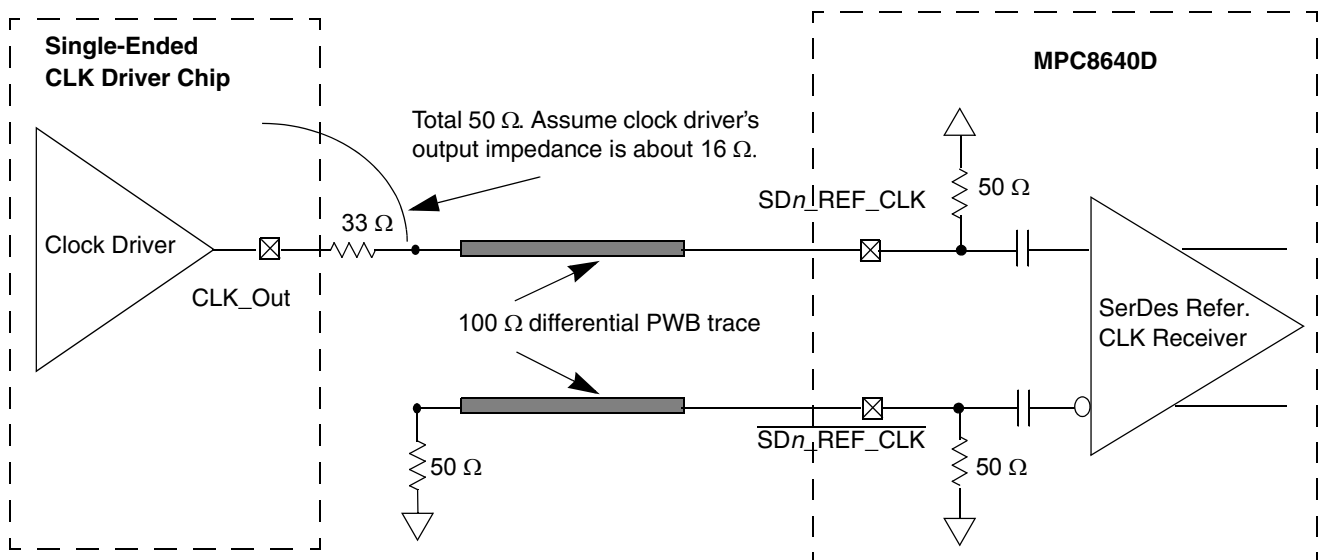 Single-Ended
CLK Driver Chip
MPC8640D
Total 50 Ω. Assume clock driver's
output impedance is about 16 Ω.
SDn_REF_CLK
50 Ω
33 Ω
Clock Driver
CLK_Out
100 Ω differential PWB trace
SerDes Refer.
CLK Receiver
SDn_REF_CLK
50 Ω
50 Ω